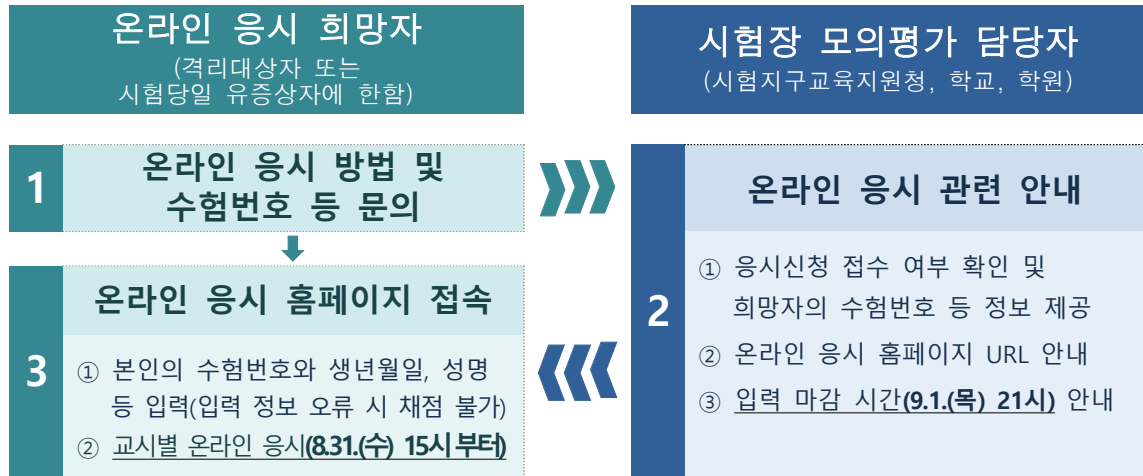 온라인 응시 희망자
(격리대상자 또는
시험당일 유증상자에 한함)
시험장 모의평가 담당자
(시험지구교육지원청, 학교, 학원)
1
온라인 응시 방법 및
수험번호 등 문의
2
온라인 응시 관련 안내
① 응시신청 접수 여부 확인 및
희망자의 수험번호 등 정보 제공
② 온라인 응시 홈페이지 URL 안내
③ 입력 마감 시간(9.1.(목) 21시) 안내
3
온라인 응시 홈페이지 접속
① 본인의 수험번호와 생년월일, 성명
등 입력(입력 정보 오류 시 채점 불가)
② 교시별 온라인 응시(8.31.(수) 15시부터)